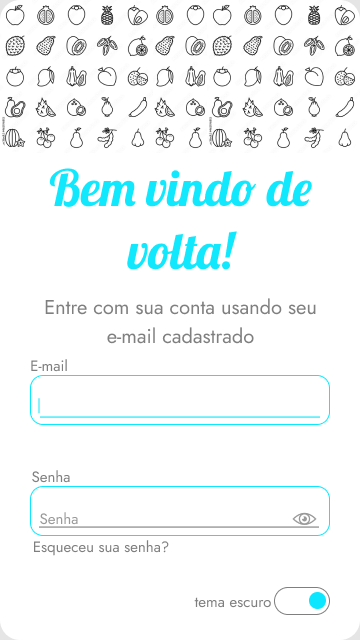 Bem vindo de
volta!
Entre com sua conta usando seu
e-mail cadastrado
E-mail
Senha
Senha
Esqueceu sua senha?
tema escuro